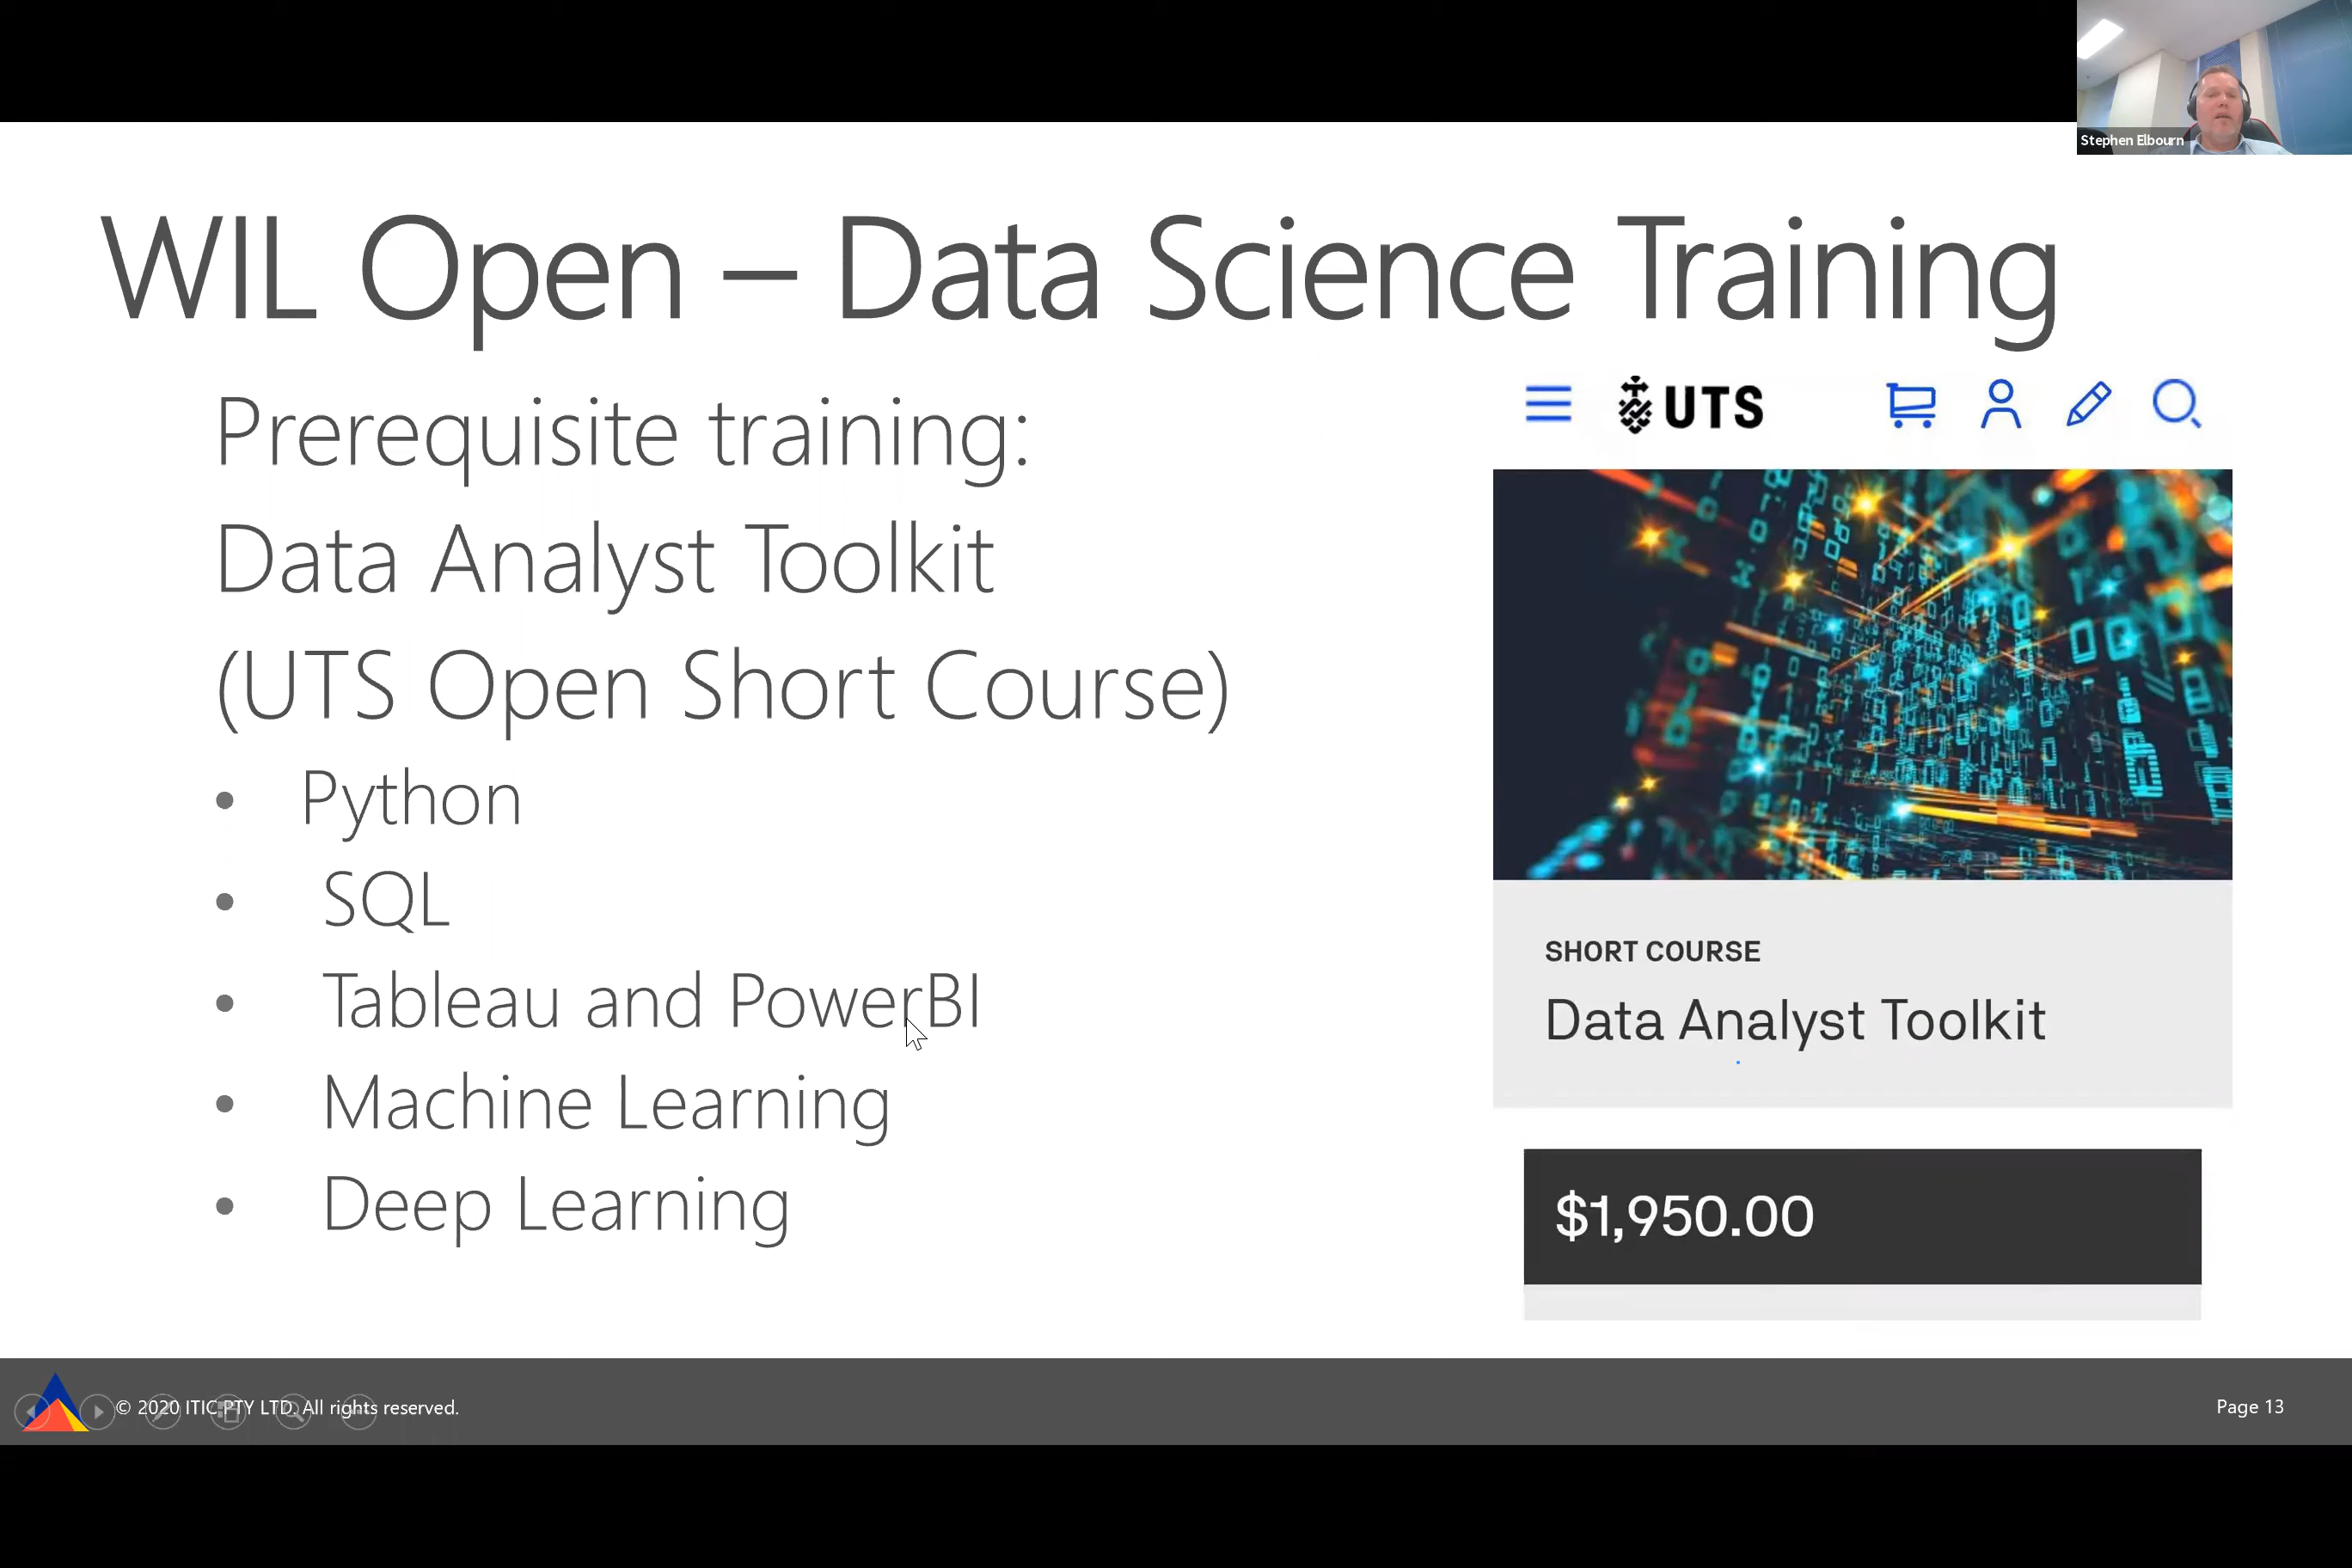 Stephen Elbourn
WIL Open – Data Science Training
Prerequisite training:
Data Analyst Toolkit
(UTS Open Short Course)
• Python
• SQL
• Tableau and PowerBI
• Machine Learning
• Deep Learning
UTS
SHORT COURSE
Data Analyst Toolkit
$1,950.00
© 2020 ITIC PTY LTD. All rights reserved.
Page 13